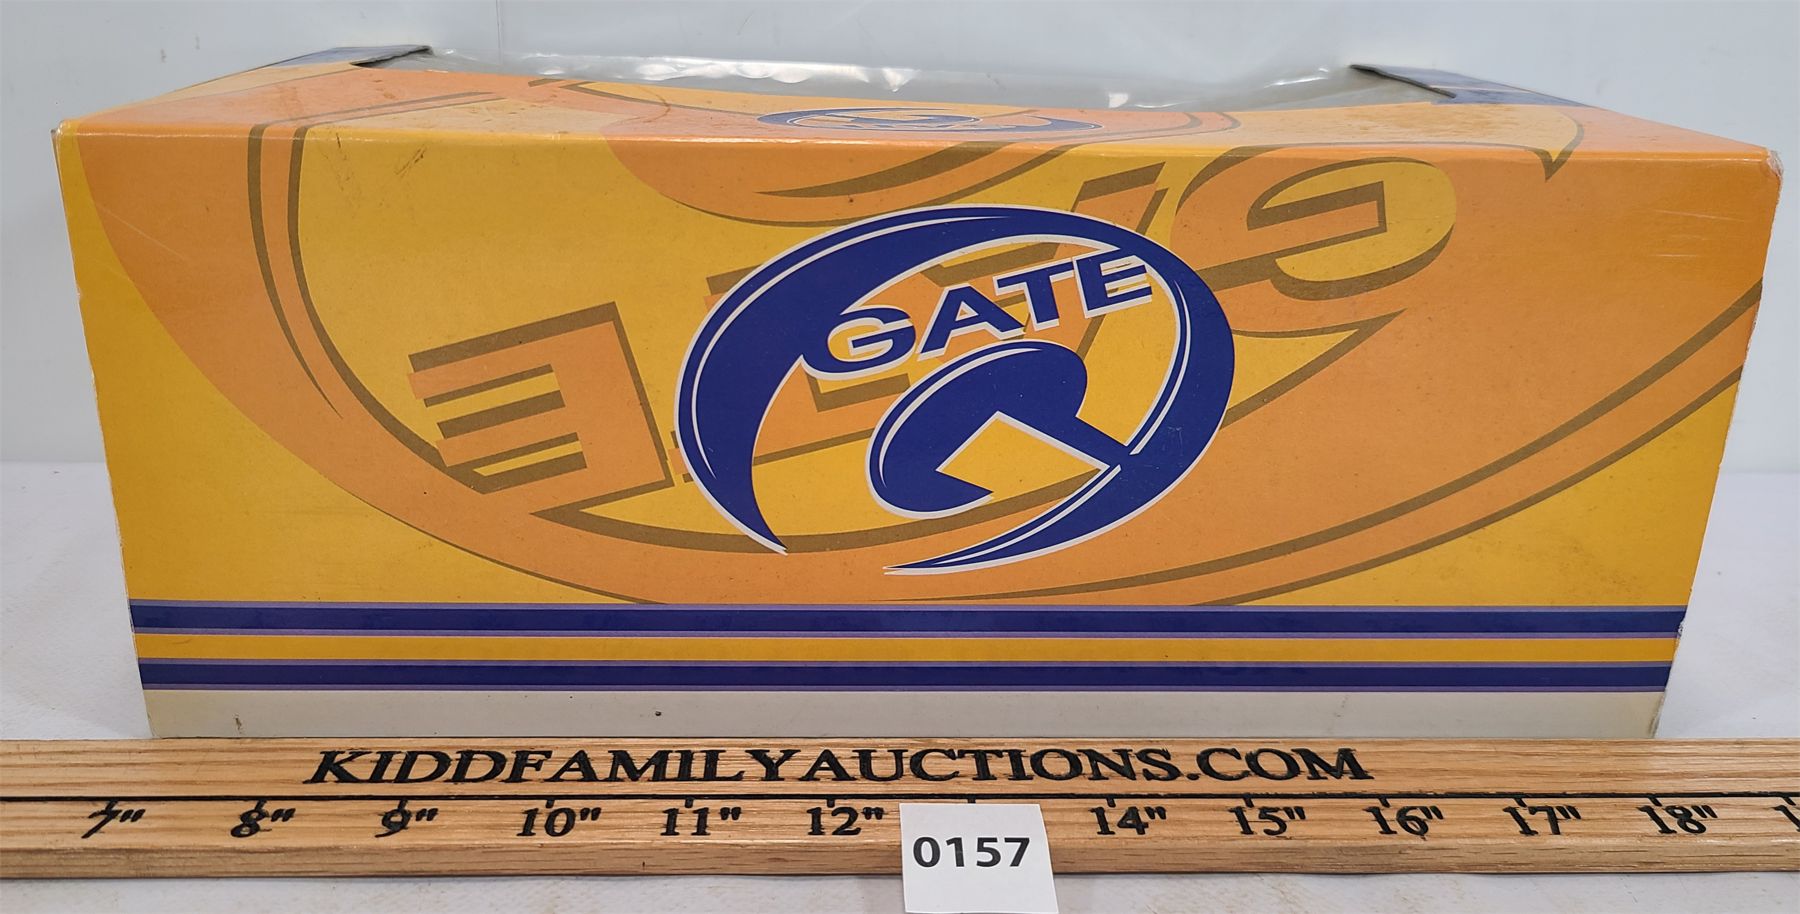 GATE
KIDDFAMILYAUCTIONS.COM
7" 8" 9" 10" 11" 12" 14" 15" 16" 17" 18"
0157